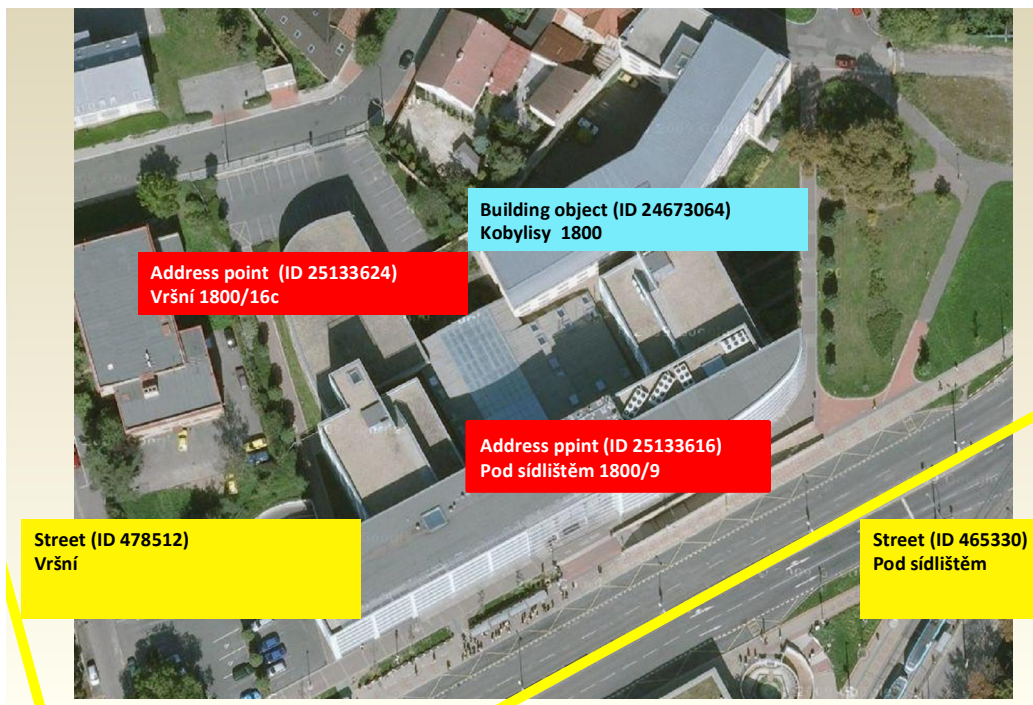 Building object (ID 24673064)
Kobylisy 1800
Address point (ID 25133624)
Vršní 1800/16c
Address ppint (ID 25133616)
Pod sídlištěm 1800/9
Street (ID 478512)
Vršní
Street (ID 465330)
Pod sídlištěm